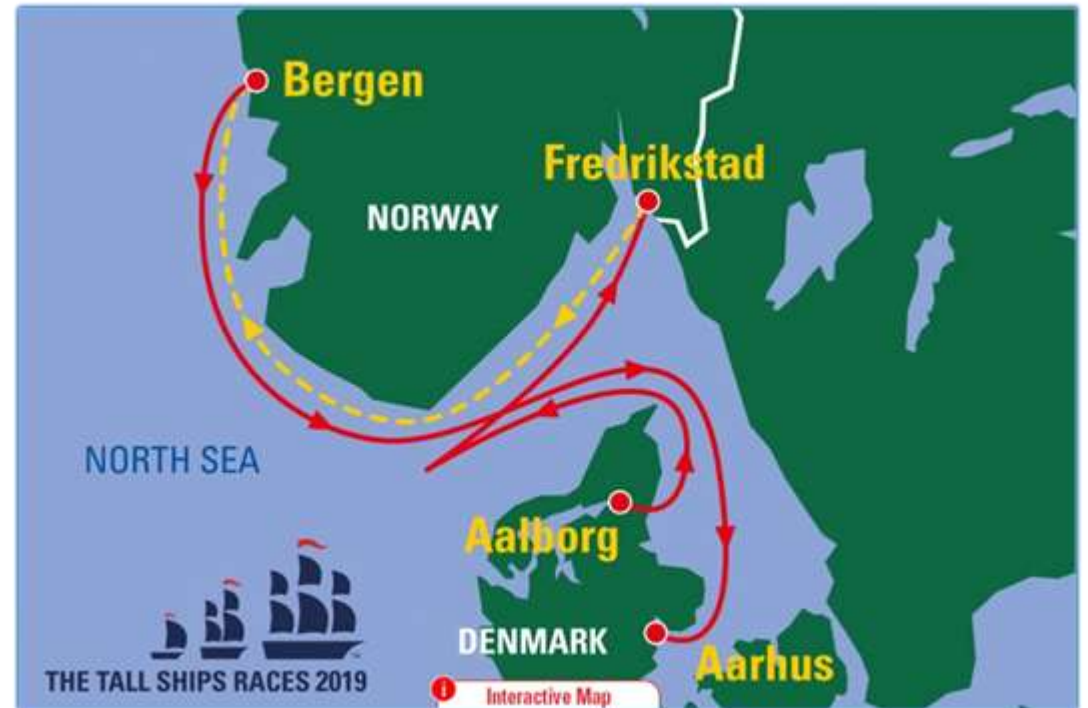 Bergen
Fredrikstad
NORWAY
NORTH SEA
Aalborg
DENMARK
Aarhus
THE TALL SHIPS RACES 2019
i Interactive Map